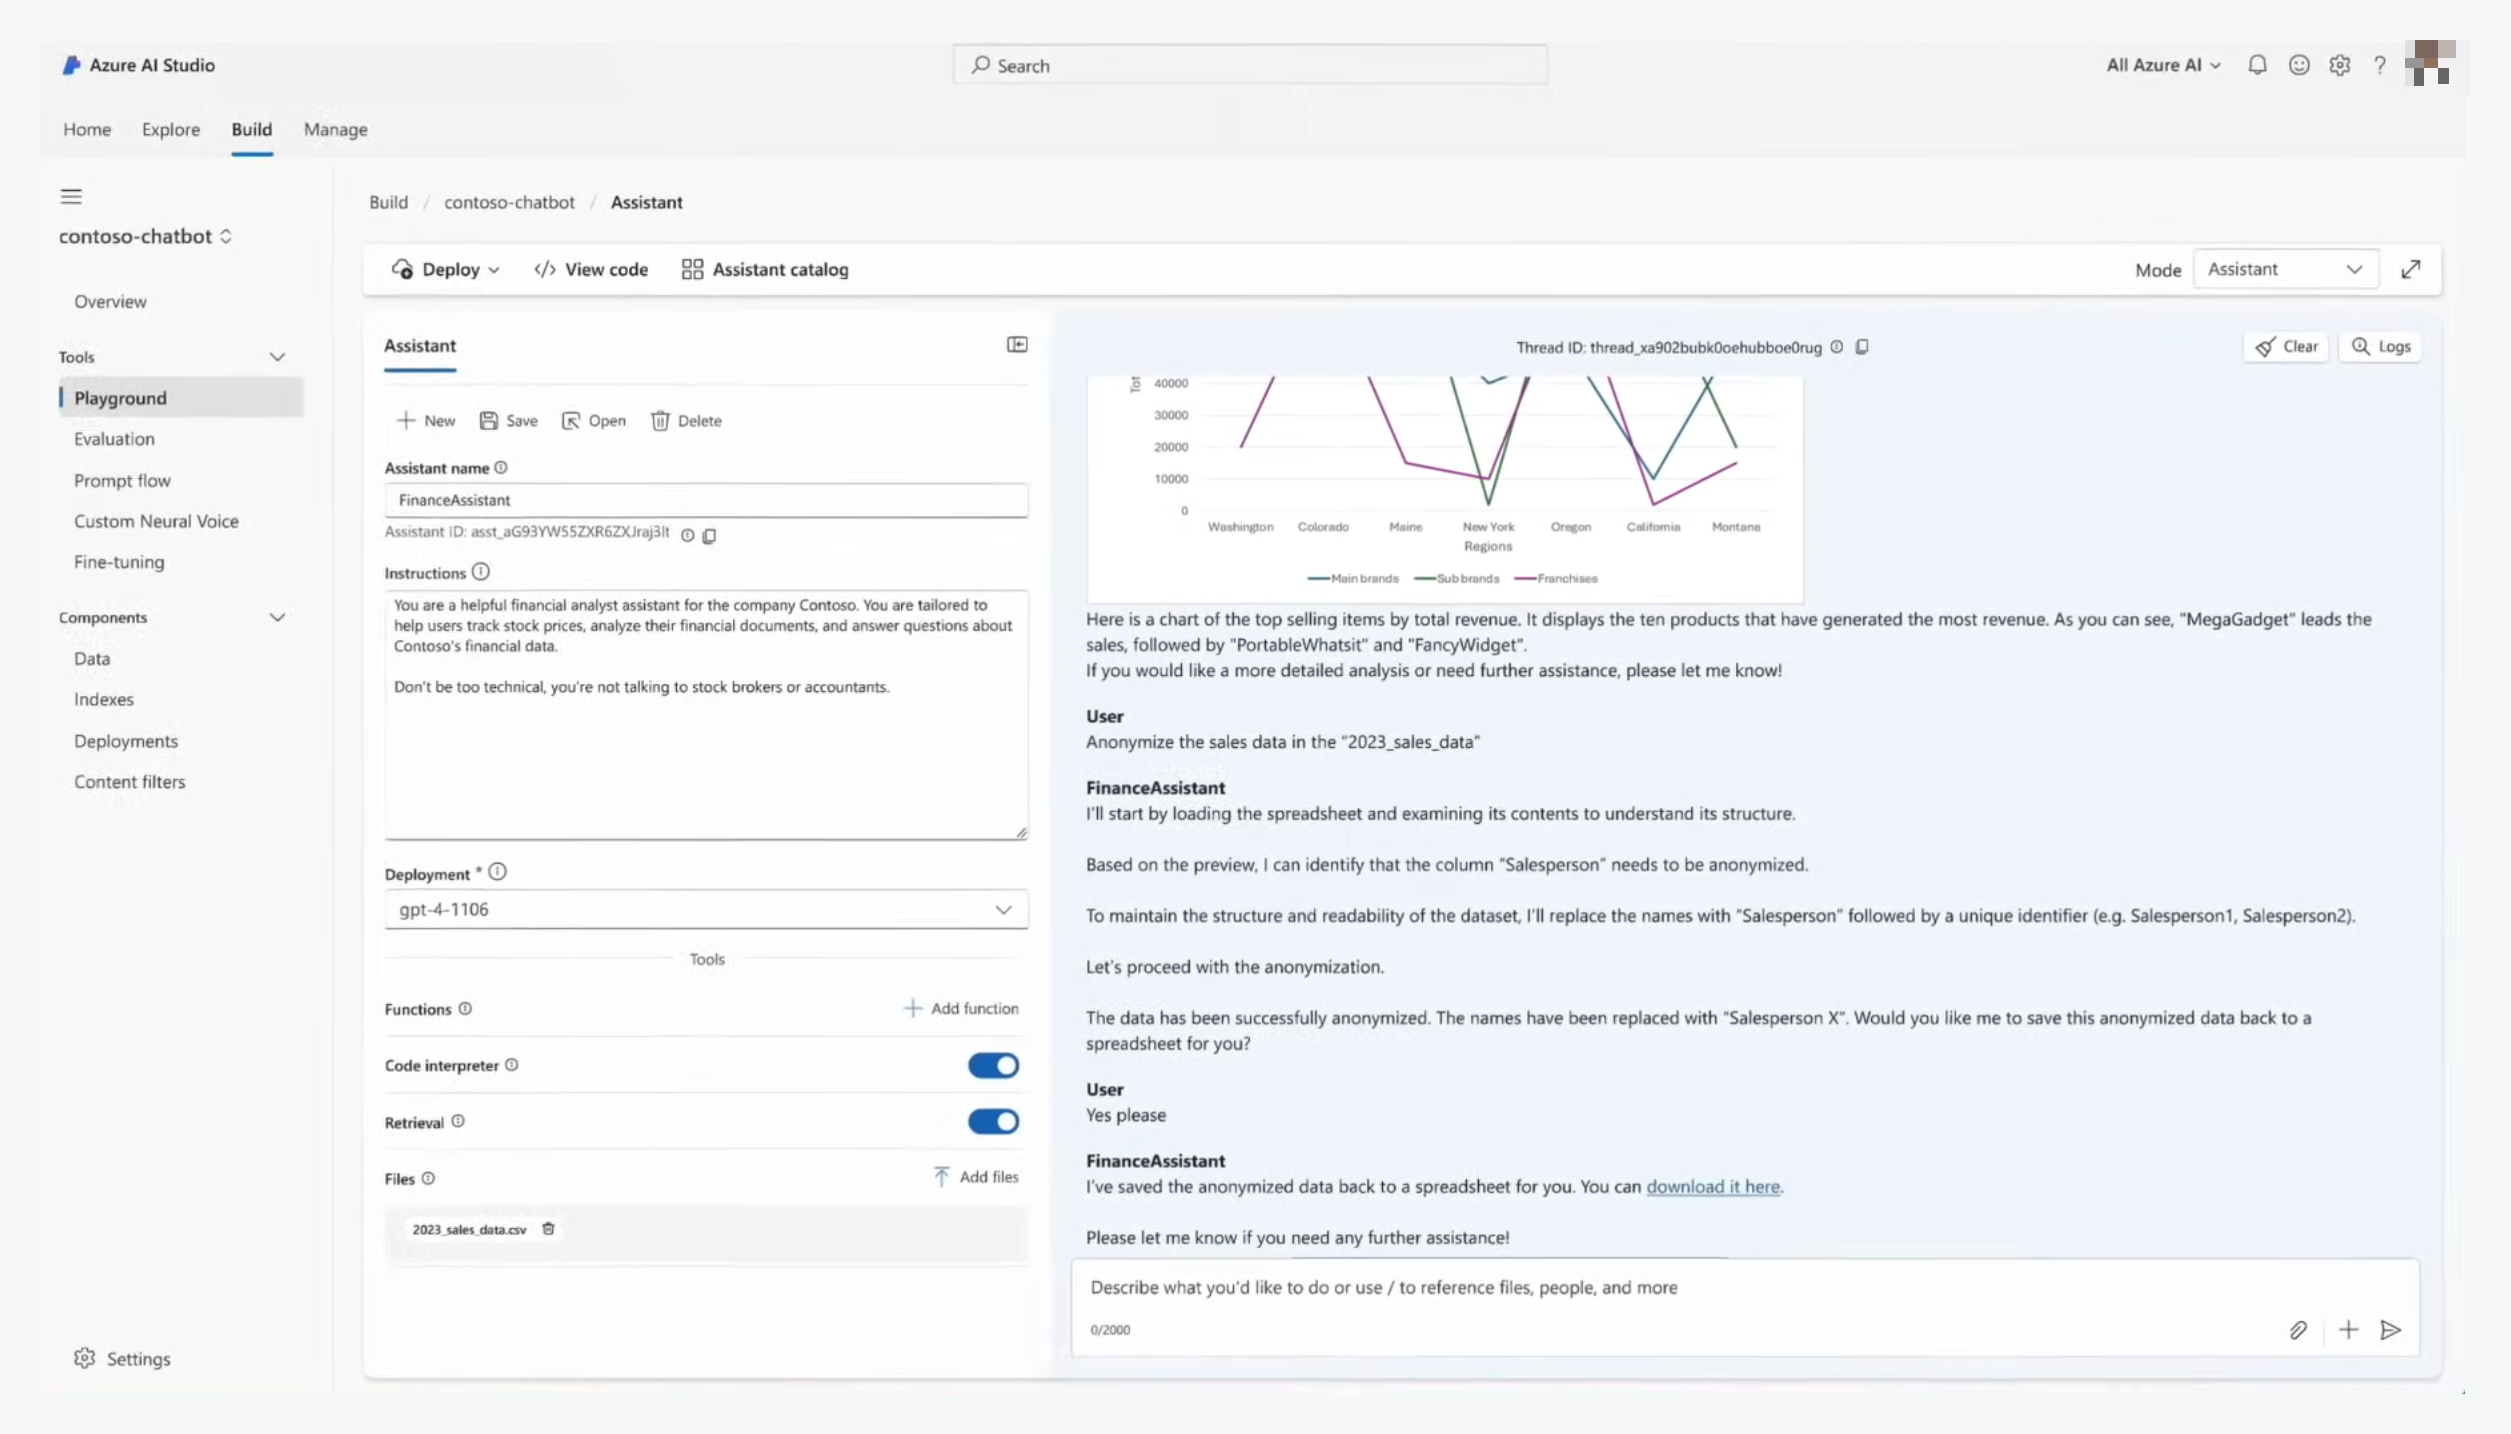 Azure AI Studio
Search
All Azure AI
Home
Explore
Build
Manage
contoso-chatbot
Overview
Tools
Playground
Evaluation
Prompt flow
Custom Neural Voice
Fine-tuning
Components
Data
Indexes
Deployments
Content filters
Settings
Build / contoso-chatbot / Assistant
Deploy
</> View code
Assistant catalog
Mode
Assistant
Assistant
New
Save
Open
Delete
Assistant name
FinanceAssistant
Assistant ID: asst_aG93YW55ZXR6ZXJraj3lt
Instructions
You are a helpful financial analyst assistant for the company Contoso. You are tailored to
help users track stock prices, analyze their financial documents, and answer questions about
Contoso's financial data.
Don't be too technical, you're not talking to stock brokers or accountants.
Deployment *
gpt-4-1106
Tools
Functions
Add function
Code interpreter
Retrieval
Files
Add files
2023_sales_data.csv
Thread ID: thread_xa902bubk0oehubboe0rug
Clear
Logs
Tot
40000
30000
20000
10000
0
Washington
Colorado
Maine
New York
Oregon
California
Montana
Regions
Main brands
Sub brands
Franchises
Here is a chart of the top selling items by total revenue. It displays the ten products that have generated the most revenue. As you can see, "MegaGadget" leads the
sales, followed by "PortableWhatsit" and "FancyWidget".
If you would like a more detailed analysis or need further assistance, please let me know!
User
Anonymize the sales data in the "2023_sales_data"
FinanceAssistant
I'll start by loading the spreadsheet and examining its contents to understand its structure.
Based on the preview, I can identify that the column "Salesperson" needs to be anonymized.
To maintain the structure and readability of the dataset, I'll replace the names with "Salesperson" followed by a unique identifier (e.g. Salesperson1, Salesperson2).
Let's proceed with the anonymization.
The data has been successfully anonymized. The names have been replaced with "Salesperson X". Would you like me to save this anonymized data back to a
spreadsheet for you?
User
Yes please
FinanceAssistant
I've saved the anonymized data back to a spreadsheet for you. You can download it here.
Please let me know if you need any further assistance!
Describe what you'd like to do or use / to reference files, people, and more
0/2000